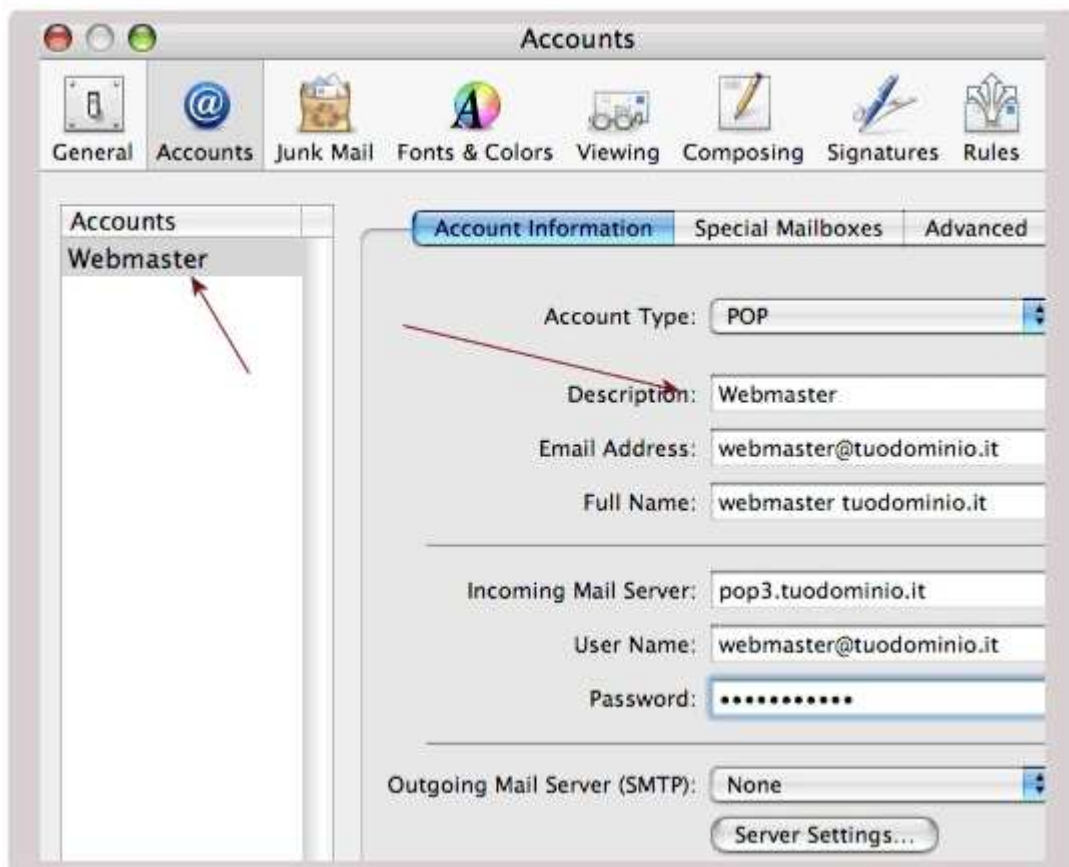 Accounts
General Accounts Junk Mail Fonts & Colors Viewing Composing Signatures Rules
Accounts
Webmaster
Account Information Special Mailboxes Advanced
Account Type: POP
Description: Webmaster
Email Address: webmaster@tuodominio.it
Full Name: webmaster tuodominio.it
Incoming Mail Server: pop3.tuodominio.it
User Name: webmaster@tuodominio.it
Password: •••••••••••
Outgoing Mail Server (SMTP): None
Server Settings...